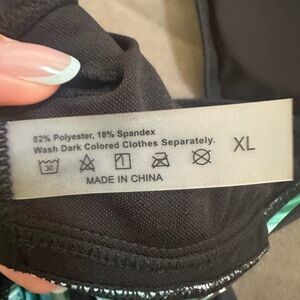 82% Polyester, 18% Spandex
Wash Dark Colored Clothes Separately.
30
XL
MADE IN CHINA